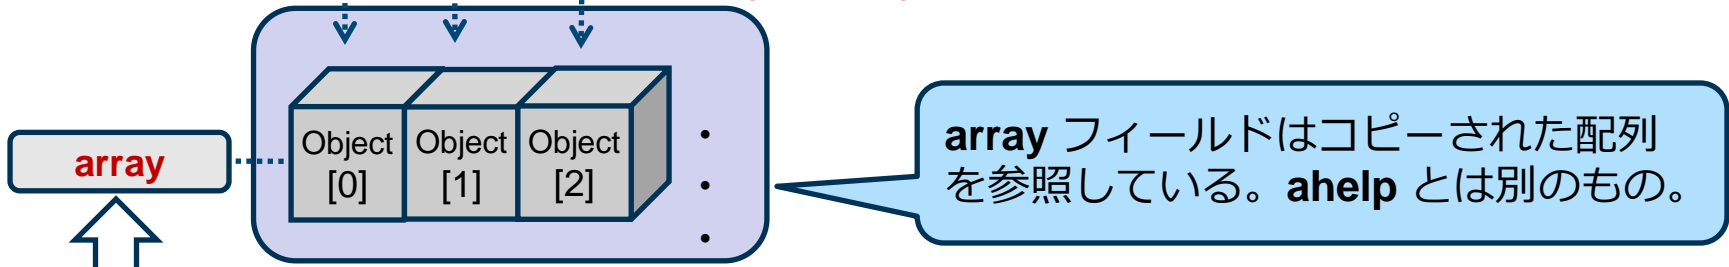 array
Object Object Object
[0] [1] [2]
array フィールドはコピーされた配列
を参照している。ahelp とは別のもの。